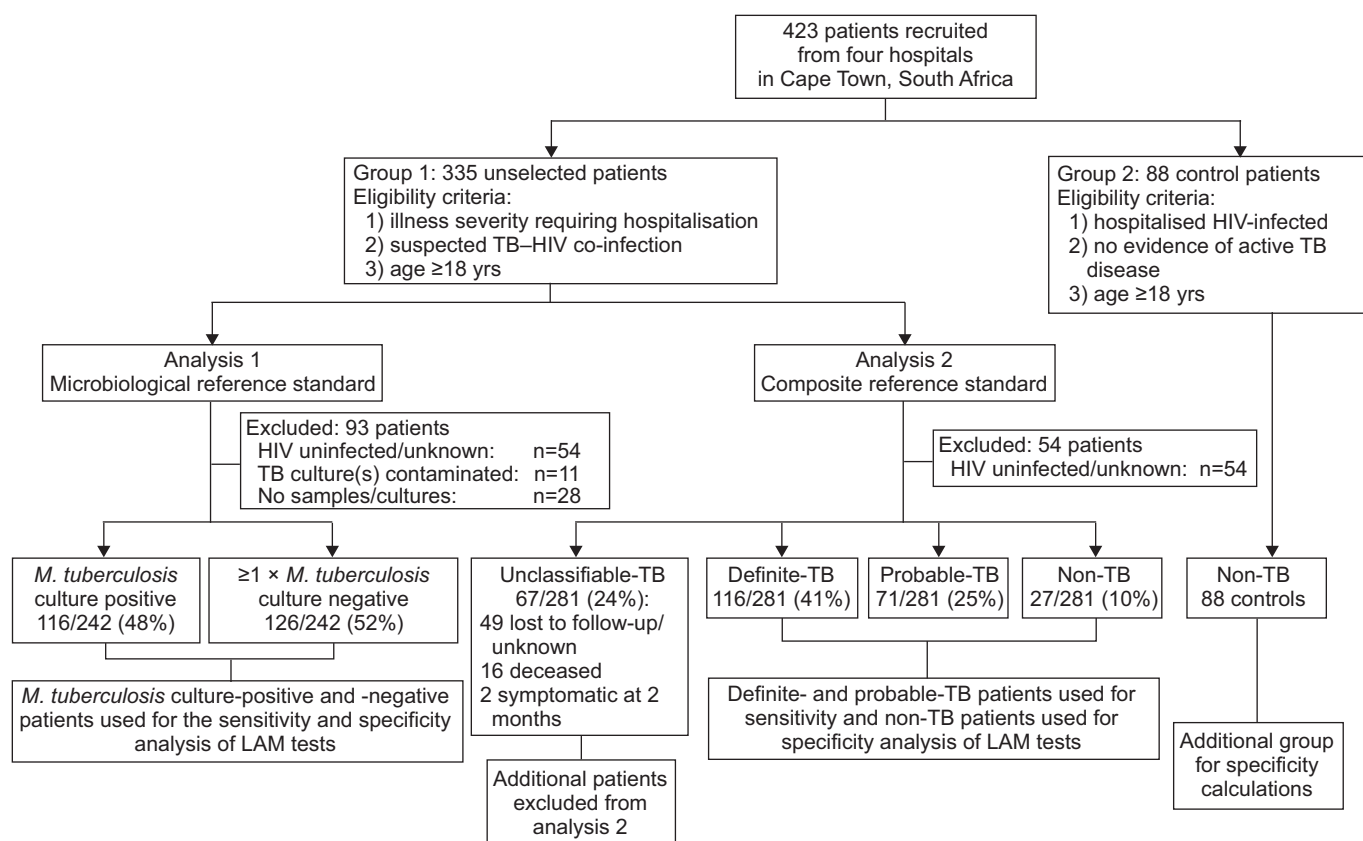 423 patients recruited
from four hospitals
in Cape Town, South Africa
Group 1: 335 unselected patients
Eligibility criteria:
1) illness severity requiring hospitalisation
2) suspected TB–HIV co-infection
3) age ≥18 yrs
Group 2: 88 control patients
Eligibility criteria:
1) hospitalised HIV-infected
2) no evidence of active TB
disease
3) age ≥18 yrs
Analysis 1
Microbiological reference standard
Analysis 2
Composite reference standard
Excluded: 93 patients
HIV uninfected/unknown: n=54
TB culture(s) contaminated: n=11
No samples/cultures: n=28
Excluded: 54 patients
HIV uninfected/unknown: n=54
M. tuberculosis
culture positive
116/242 (48%)
≥1 × M. tuberculosis
culture negative
126/242 (52%)
Unclassifiable-TB
67/281 (24%):
49 lost to follow-up/
unknown
16 deceased
2 symptomatic at 2
months
Definite-TB
116/281 (41%)
Probable-TB
71/281 (25%)
Non-TB
27/281 (10%)
Non-TB
88 controls
M. tuberculosis culture-positive and -negative
patients used for the sensitivity and specificity
analysis of LAM tests
Definite- and probable-TB patients used for
sensitivity and non-TB patients used for
specificity analysis of LAM tests
Additional group
for specificity
calculations
Additional patients
excluded from
analysis 2